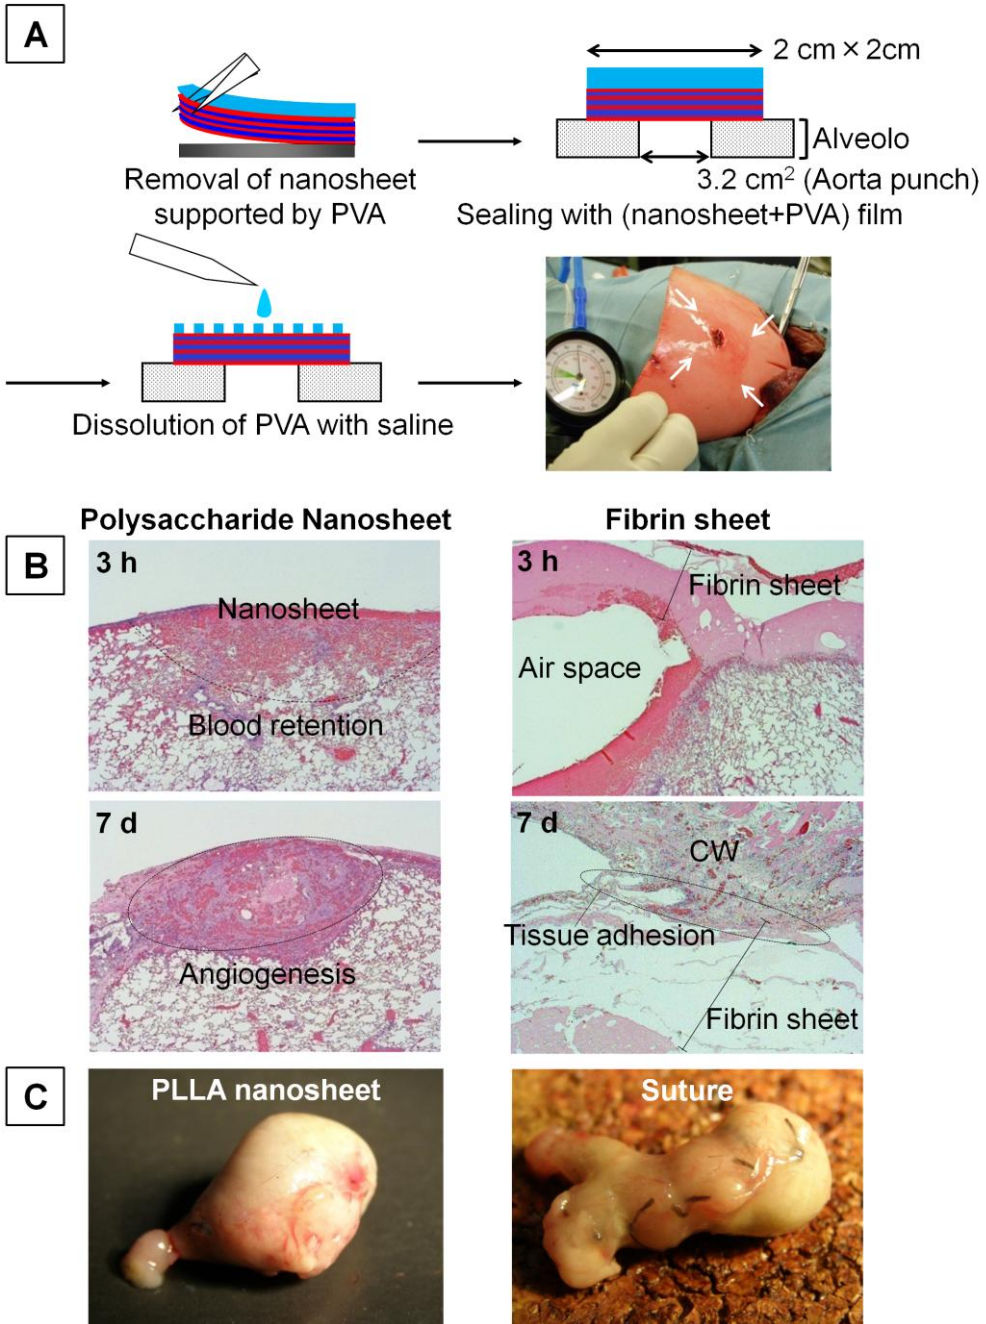 A
2 cm × 2cm
Alveolo
3.2 cm² (Aorta punch)
Removal of nanosheet
supported by PVA
Sealing with (nanosheet+PVA) film
Dissolution of PVA with saline
Polysaccharide Nanosheet
Fibrin sheet
B
3 h
Nanosheet
Blood retention
3 h
Fibrin sheet
Air space
7 d
Angiogenesis
7 d
CW
Tissue adhesion
Fibrin sheet
C
PLLA nanosheet
Suture